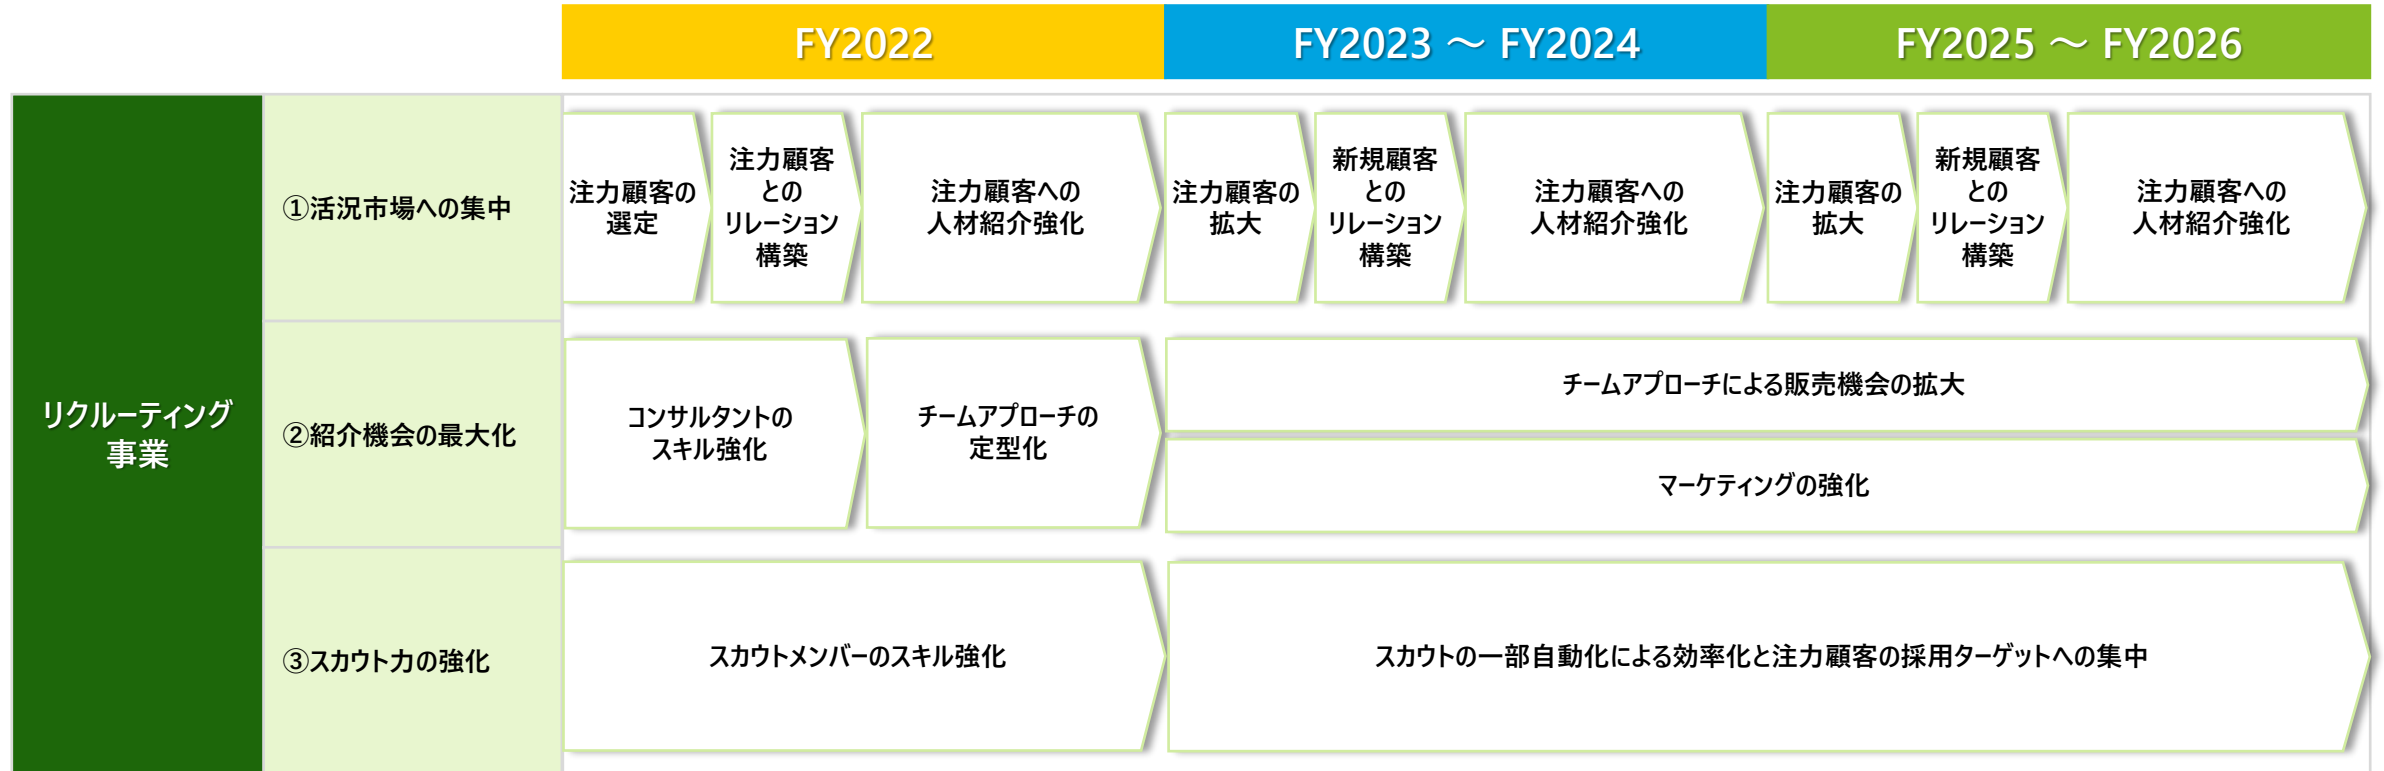 FY2022
FY2023 ～ FY2024
FY2025 ～ FY2026
リクルーティング
事業
①活況市場への集中
注力顧客の
選定
注力顧客
との
リレーション
構築
注力顧客への
人材紹介強化
注力顧客の
拡大
新規顧客
との
リレーション
構築
注力顧客への
人材紹介強化
注力顧客の
拡大
新規顧客
との
リレーション
構築
注力顧客への
人材紹介強化
②紹介機会の最大化
コンサルタントの
スキル強化
チームアプローチの
定型化
チームアプローチによる販売機会の拡大
マーケティングの強化
③スカウト力の強化
スカウトメンバーのスキル強化
スカウトの一部自動化による効率化と注力顧客の採用ターゲットへの集中